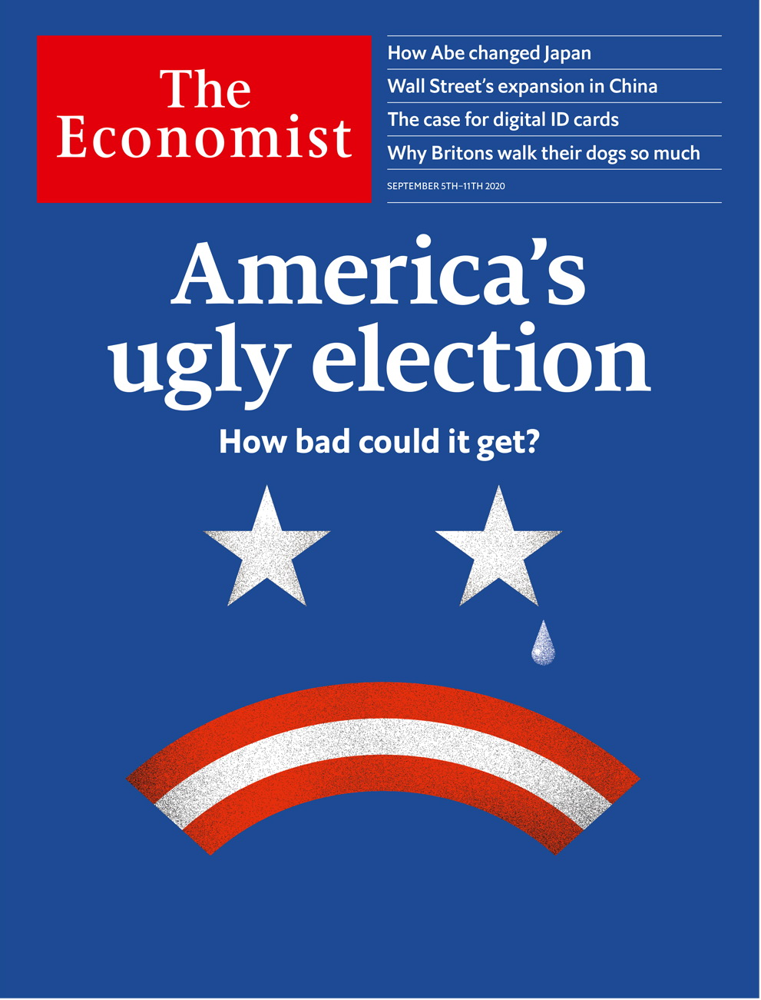 The
Economist
How Abe changed Japan
Wall Street’s expansion in China
The case for digital ID cards
Why Britons walk their dogs so much
SEPTEMBER 5TH–11TH 2020
America’s
ugly election
How bad could it get?